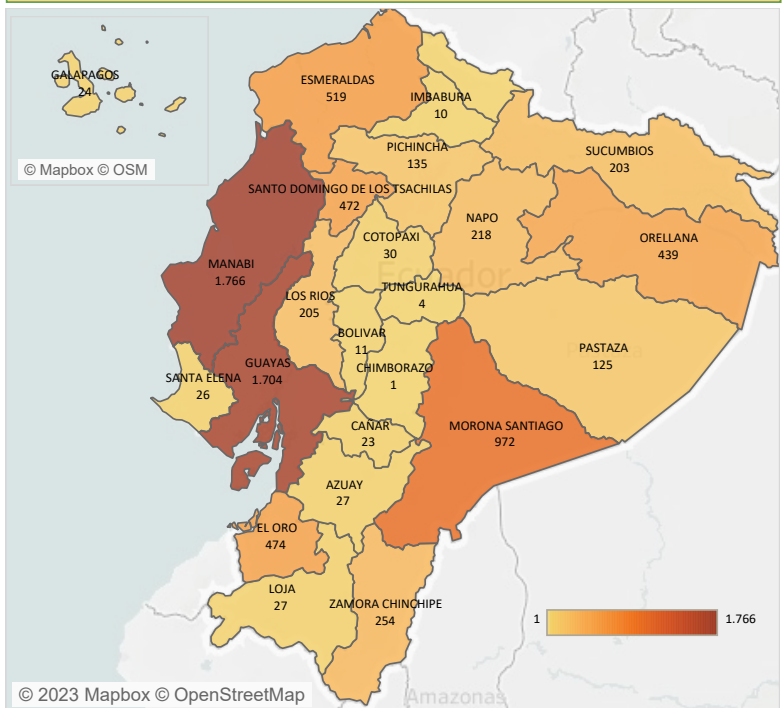 GALAPAGOS
24
© Mapbox © OSM
ESMERALDAS
519
IMBABURA
10
PICHINCHA
135
SUCUMBIOS
203
SANTO DOMINGO DE LOS TSACHILAS
472
NAPO
218
COTOPAXI
30
ORELLANA
439
Ecuador
MANABI
1.766
TUNGURAHUA
4
LOS RIOS
205
BOLIVAR
11
PASTAZA
125
GUAYAS
1.704
CHIMBORAZO
1
SANTA ELENA
26
CAÑAR
23
MORONA SANTIAGO
972
AZUAY
27
EL ORO
474
LOJA
27
ZAMORA CHINCHIPE
254
1
1.766
© 2023 Mapbox © OpenStreetMap
Amazonas